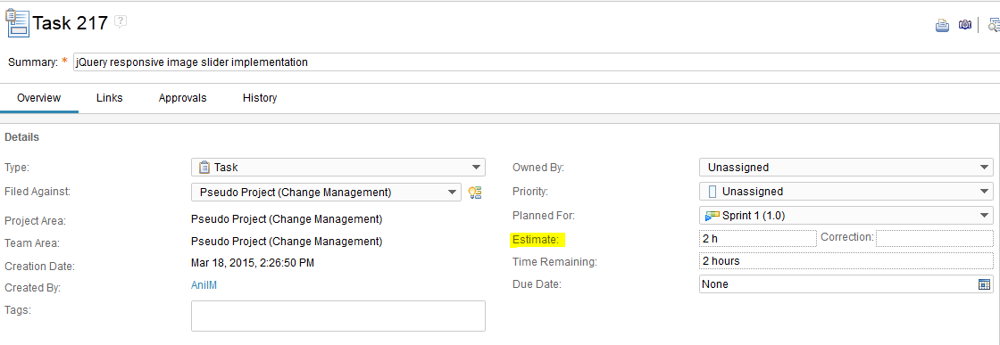 Task 217 ?
Summary: * jQuery responsive image slider implementation
Overview Links Approvals History
Details
Type: Task
Filed Against: Pseudo Project (Change Management)
Project Area: Pseudo Project (Change Management)
Team Area: Pseudo Project (Change Management)
Creation Date: Mar 18, 2015, 2:26:50 PM
Created By: AnilM
Tags:
Owned By: Unassigned
Priority: Unassigned
Planned For: Sprint 1 (1.0)
Estimate: 2 h Correction:
Time Remaining: 2 hours
Due Date: None